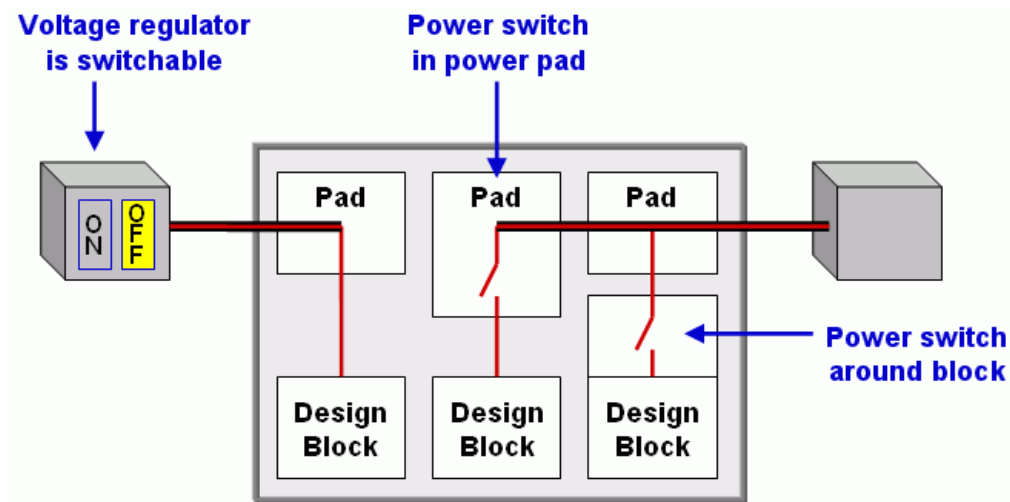 Voltage regulator
is switchable
Power switch
in power pad
ON
OFF
Pad
Pad
Pad
Power switch
around block
Design
Block
Design
Block
Design
Block